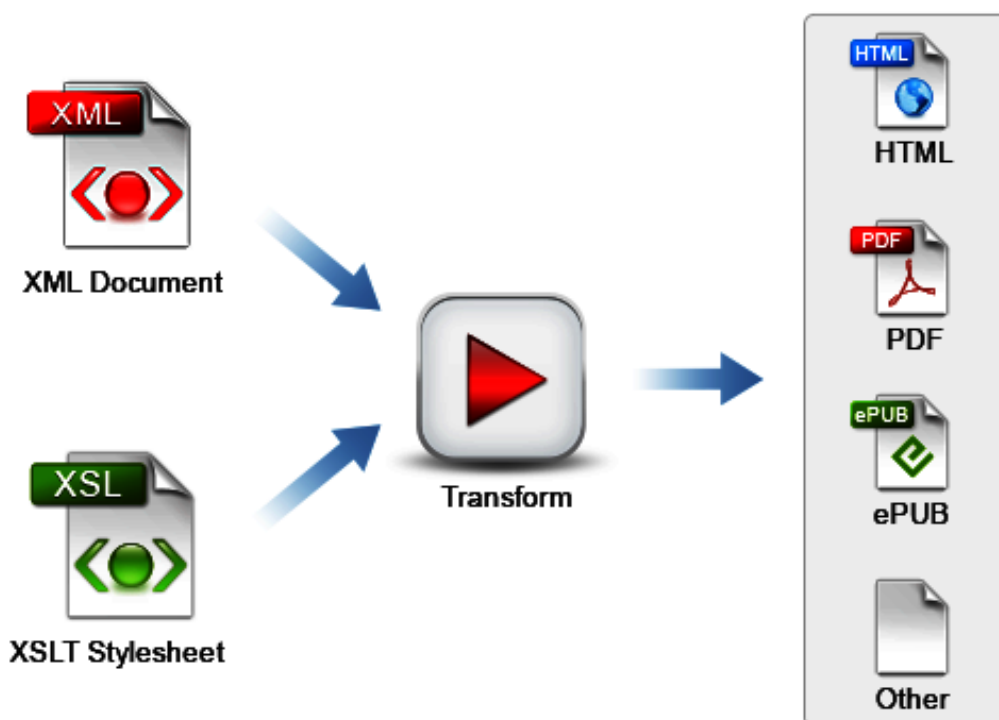 XML
XML Document
XSL
XSLT Stylesheet
Transform
HTML
HTML
PDF
PDF
ePUB
ePUB
Other